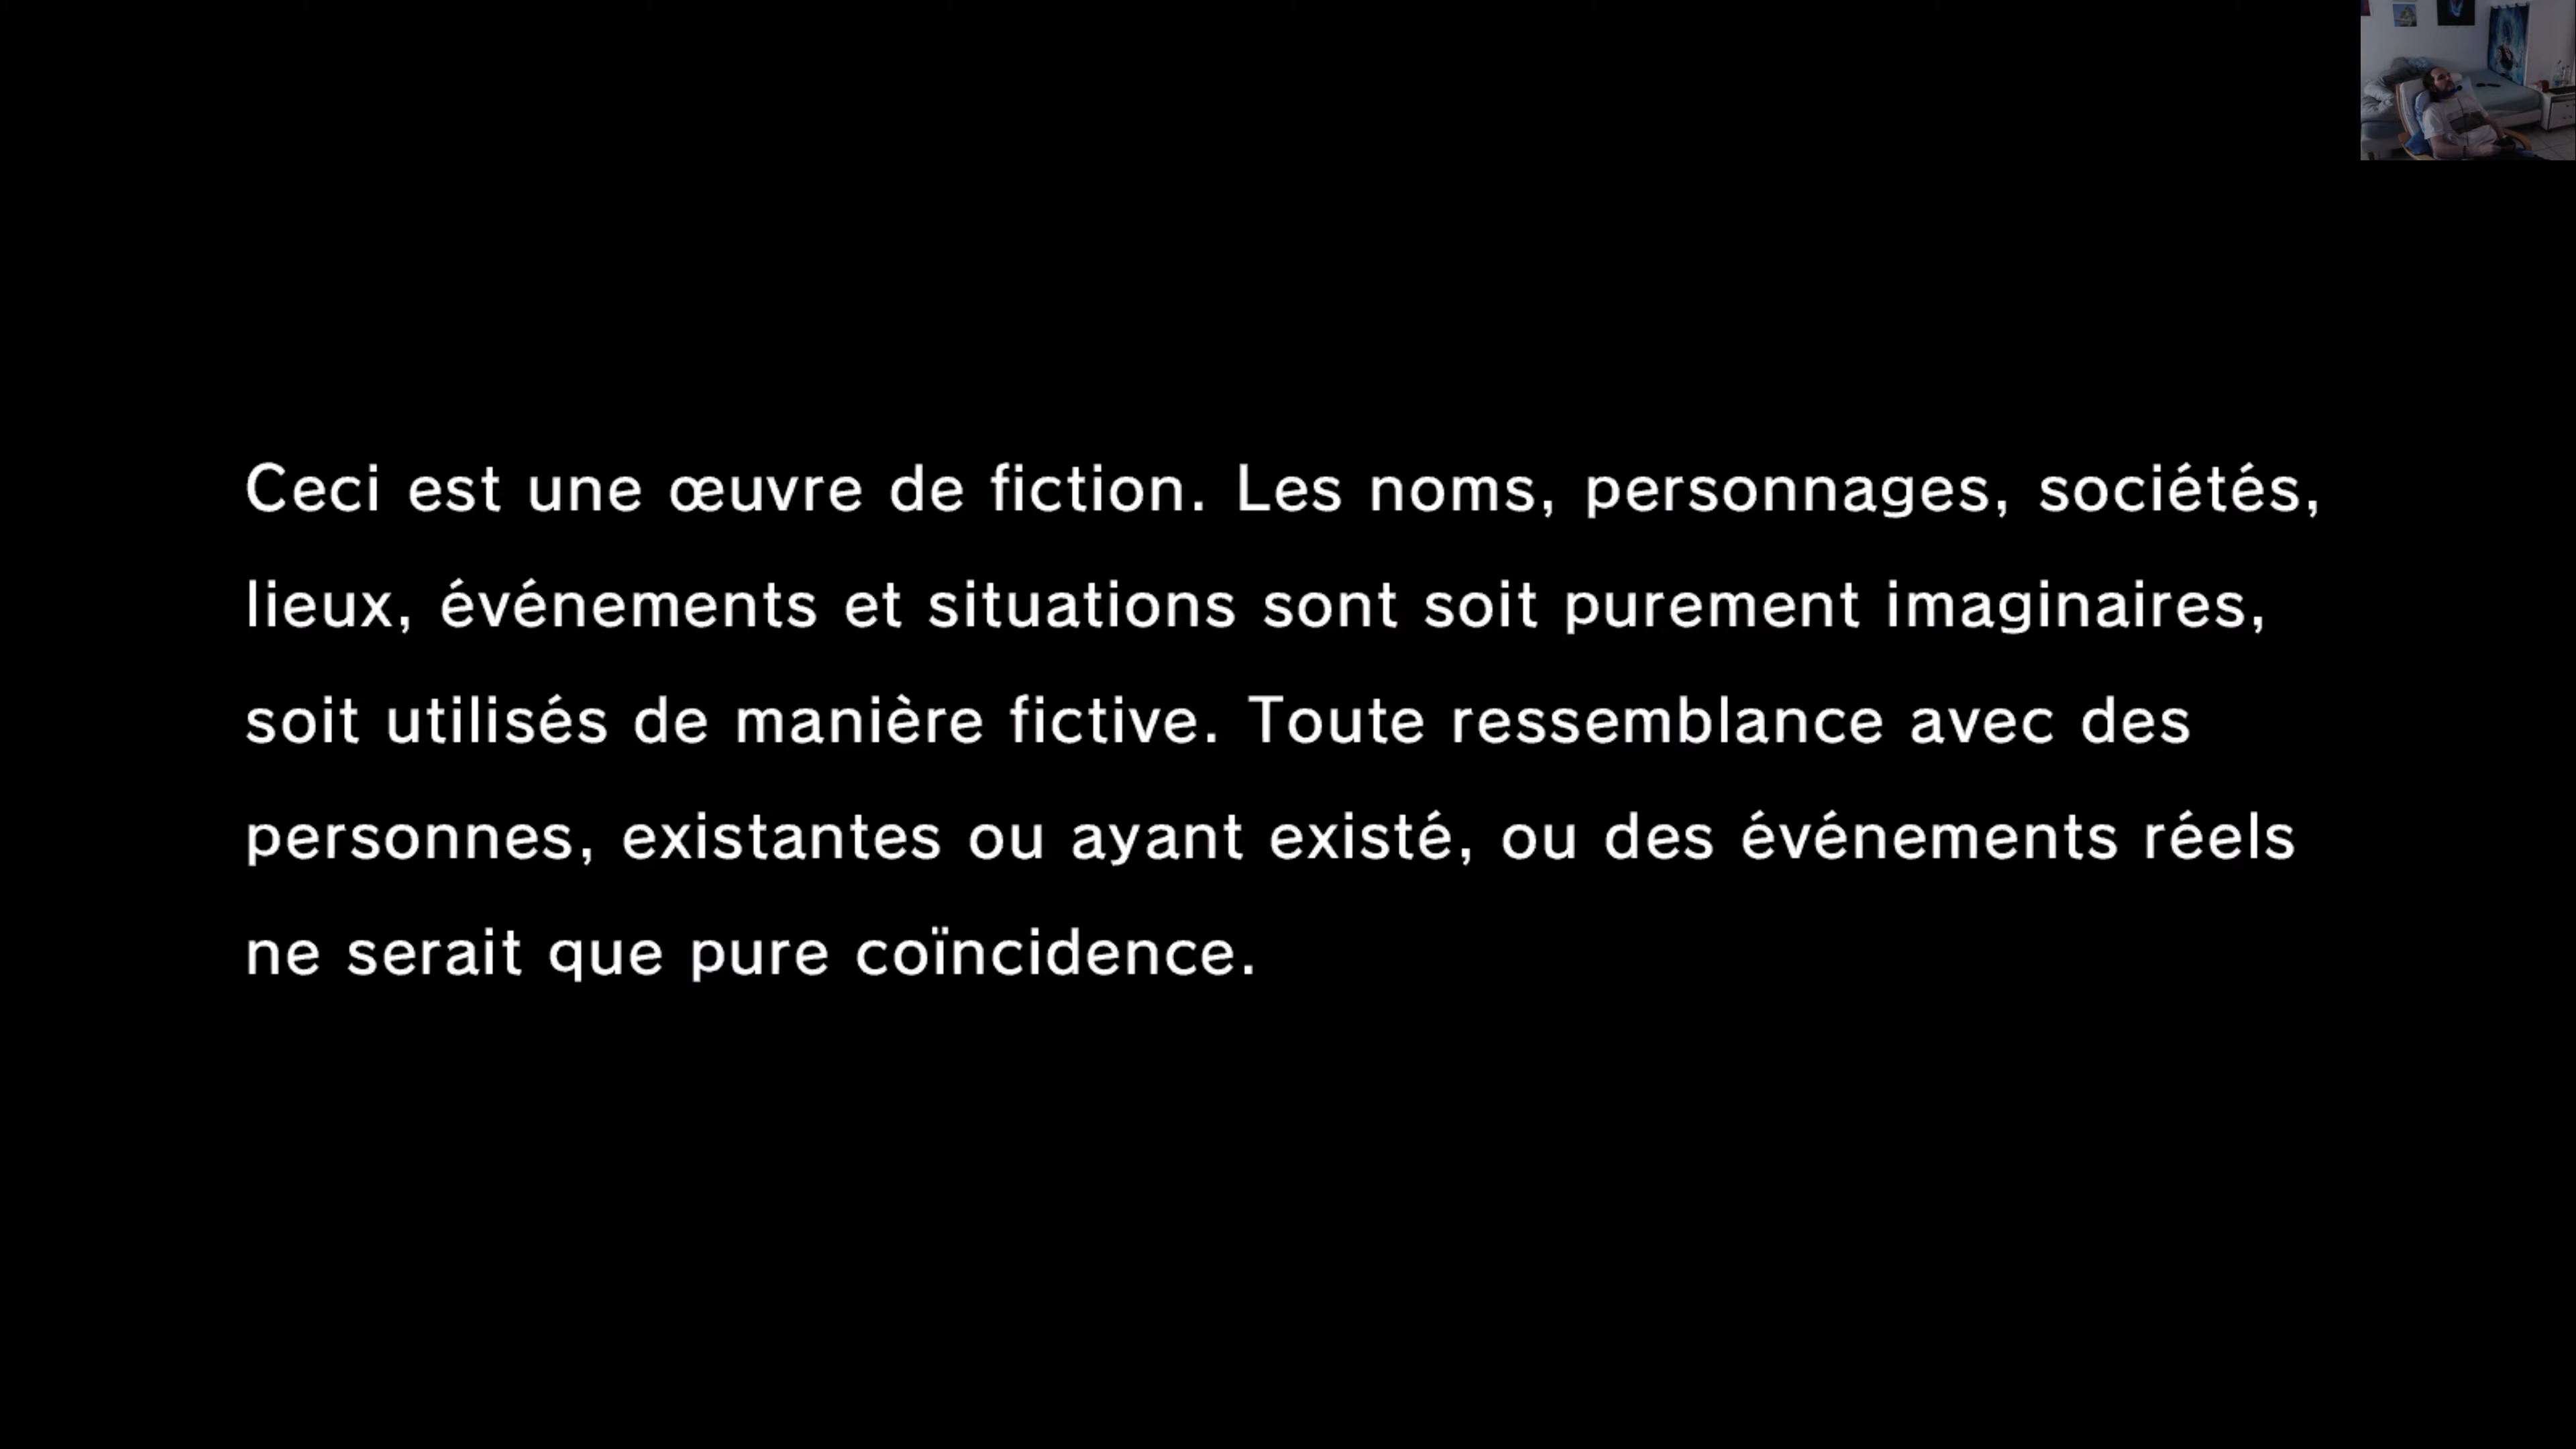 Ceci est une œuvre de fiction. Les noms, personnages, sociétés,
lieux, événements et situations sont soit purement imaginaires,
soit utilisés de manière fictive. Toute ressemblance avec des
personnes, existantes ou ayant existé, ou des événements réels
ne serait que pure coïncidence.